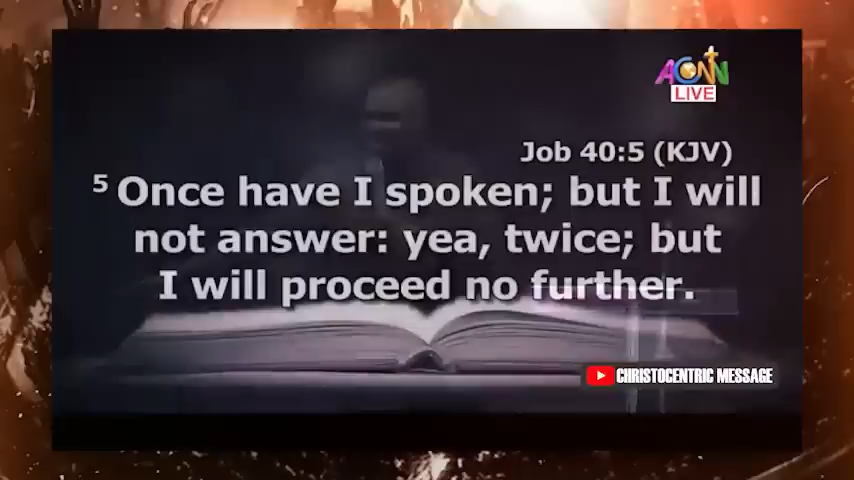 ACNN
LIVE
Job 40:5 (KJV)
5 Once have I spoken; but I will
not answer: yea, twice; but
I will proceed no further.
CHRISTOCENTRIC MESSAGE